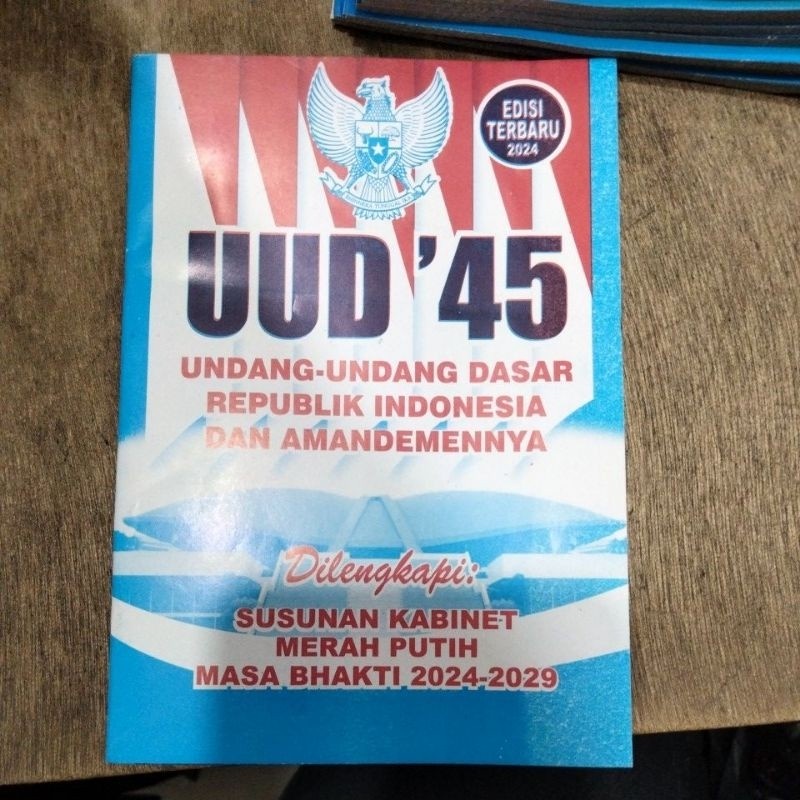 EDISI
TERBARU
2024
UUD '45
UNDANG-UNDANG DASAR
REPUBLIK INDONESIA
DAN AMANDEMENNYA
Dilengkapi:
SUSUNAN KABINET
MERAH PUTIH
MASA BHAKTI 2024-2029